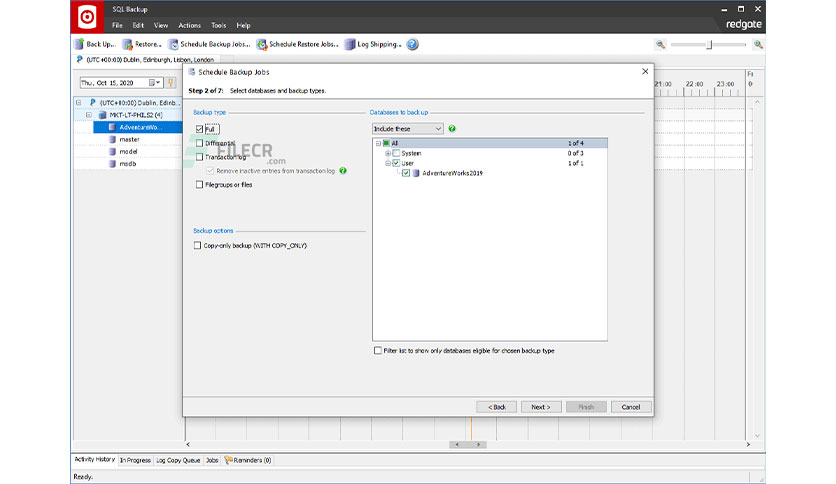 SQL Backup
File Edit View Actions Tools Help
redgate
Back Up... Restore... Schedule Backup Jobs... Schedule Restore Jobs... Log Shipping...
(UTC+00:00) Dublin, Edinburgh, Lisbon, London
Thu, Oct 15, 2020
21:00 22:00 23:00
(UTC+00:00) Dublin, Edinb...
MKT-LT-PHILS2 (4)
AdventureWo...
master
model
msdb
Schedule Backup Jobs
Step 2 of 7: Select databases and backup types.
Backup type
Full
Differential
Transaction log
Remove inactive entries from transaction log
Filegroups or files
Backup options
Copy-only backup (WITH COPY_ONLY)
Databases to back up
Include these
All 1 of 4
System 0 of 3
User 1 of 1
AdventureWorks2019
Filter list to show only databases eligible for chosen backup type
< Back Next > Finish Cancel
FILECR
.com
Activity History In Progress Log Copy Queue Jobs Reminders (0)
Ready.